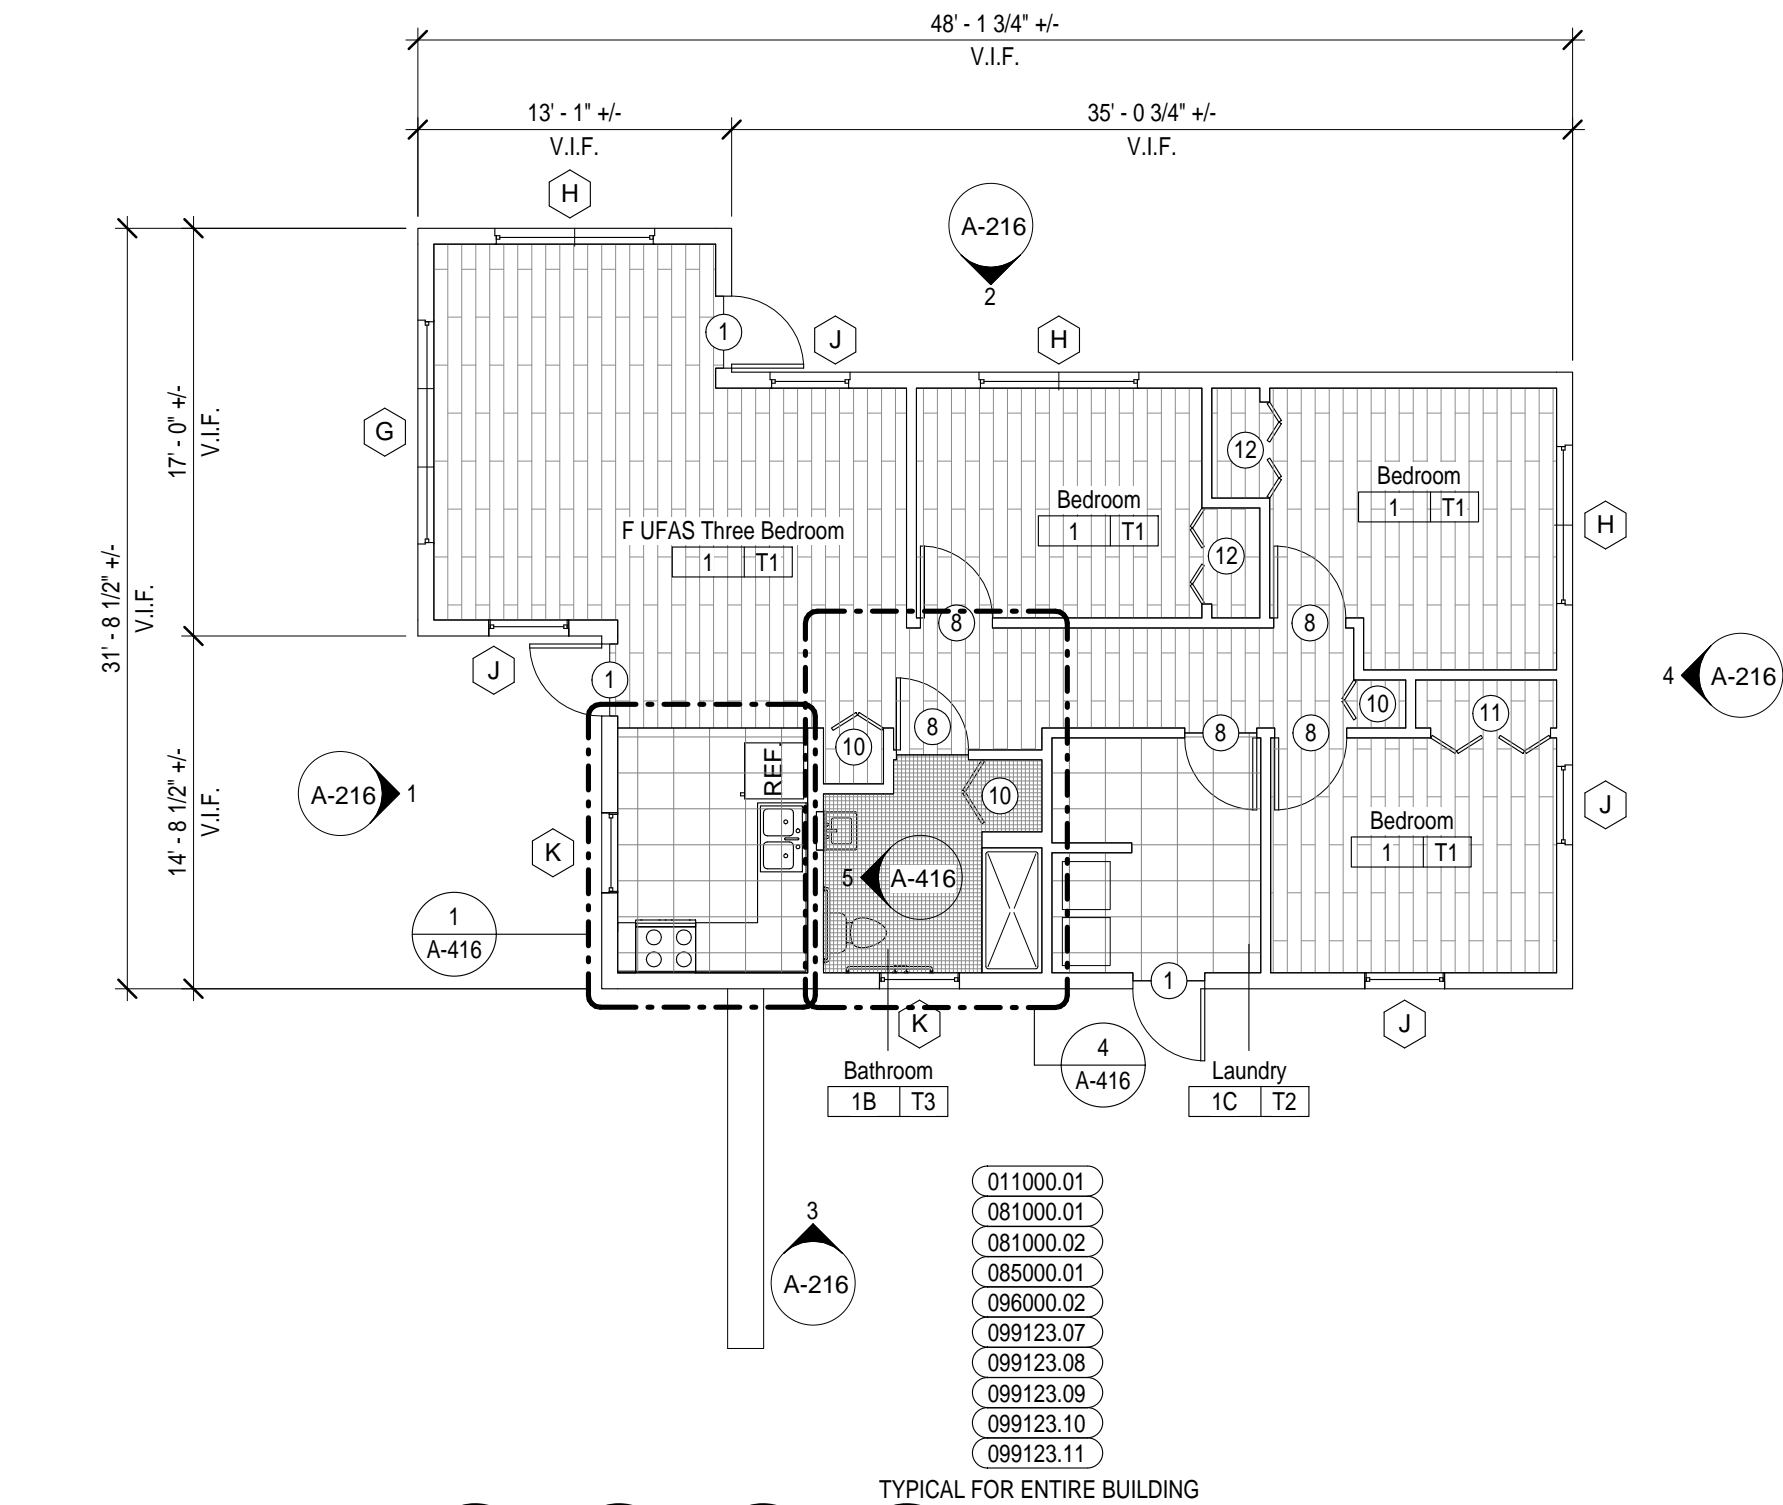 48' - 1 3/4" +/-
V.I.F.
13' - 1" +/-
V.I.F.
35' - 0 3/4" +/-
V.I.F.
H
A-216
2
1
J
H
17' - 0" +/-
V.I.F.
G
12
Bedroom
1 T1
Bedroom
1 T1
H
F UFAS Three Bedroom
1 T1
12
31' - 8 1/2" +/-
V.I.F.
8
8
J
1
4
A-216
10
11
8
8
8
10
REF
14' - 8 1/2" +/-
V.I.F.
A-216
1
10
J
Bedroom
1 T1
K
5
A-416
1
A-416
1
K
J
4
A-416
Bathroom
1B T3
Laundry
1C T2
011000.01
081000.01
081000.02
085000.01
096000.02
099123.07
099123.08
099123.09
099123.10
099123.11
3
A-216
TYPICAL FOR ENTIRE BUILDING